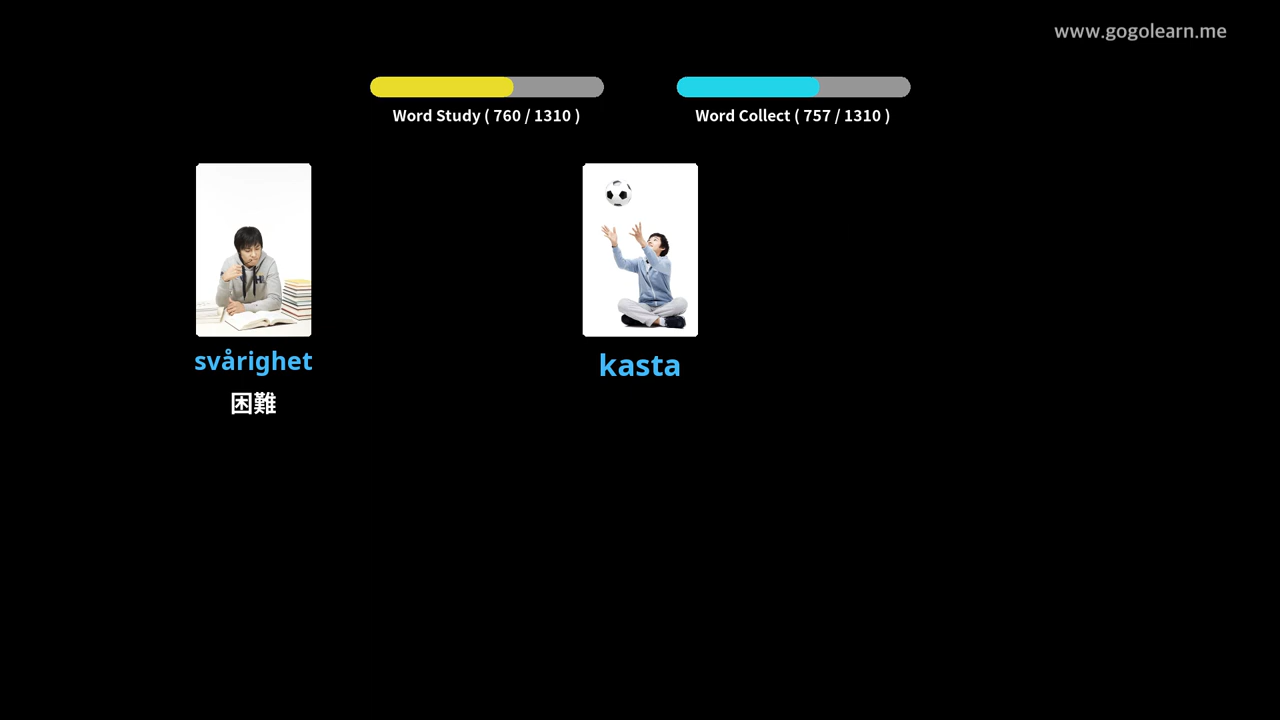 www.gogolearn.me
Word Study ( 760 / 1310 )
Word Collect ( 757 / 1310 )
svårighet
困難
kasta